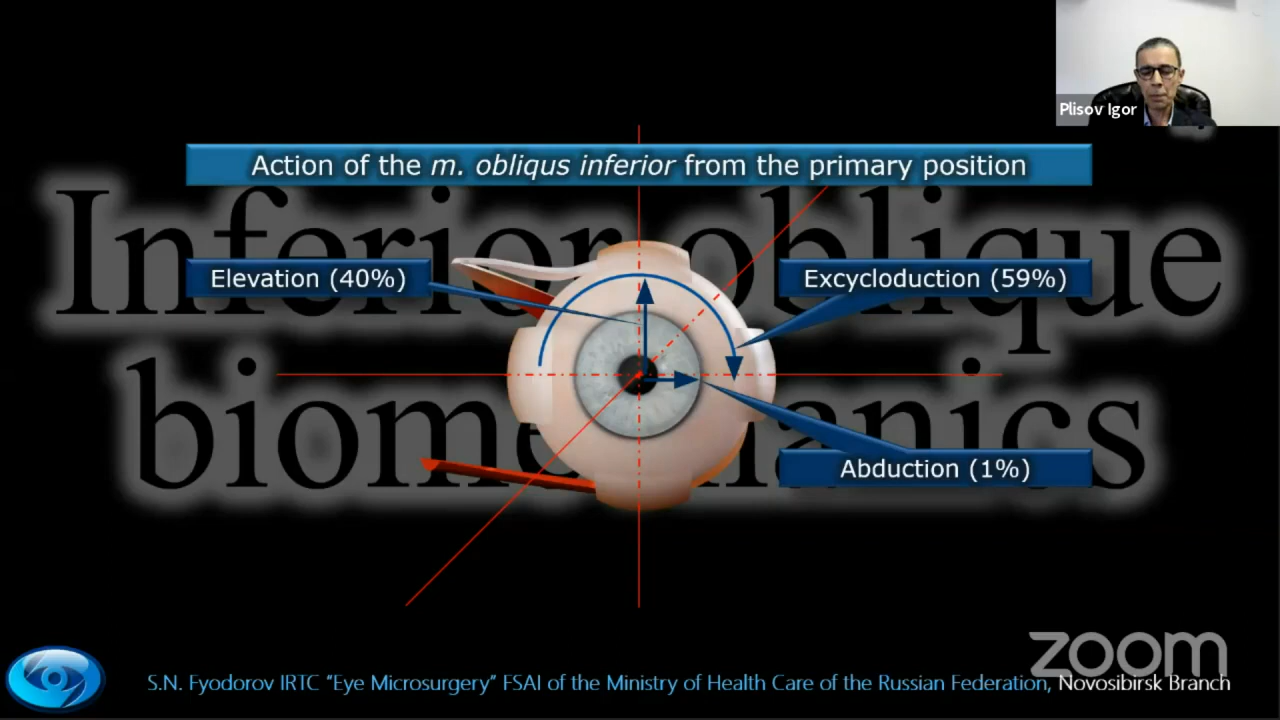 Plisov Igor
Action of the m. obliqus inferior from the primary position
Inferior oblique
Elevation (40%)
Excycloduction (59%)
biomechanics
Abduction (1%)
zoom
S.N. Fyodorov IRTC “Eye Microsurgery” FSAI of the Ministry of Health Care of the Russian Federation, Novosibirsk Branch